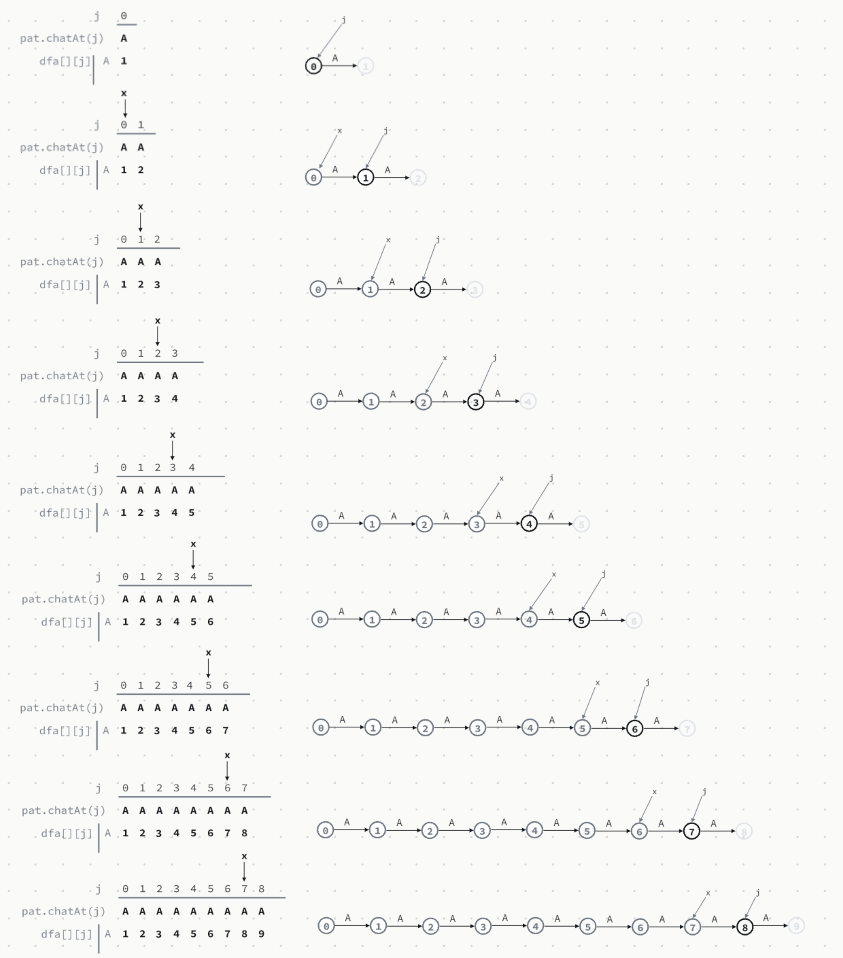 j 0
pat.chatAt(j) A
dfa[][j] A 1
j
0 A 1
x
j 0 1
pat.chatAt(j) A A
dfa[][j] A 1 2
x j
0 A 1 A 2
x
j 0 1 2
pat.chatAt(j) A A A
dfa[][j] A 1 2 3
x j
0 A 1 A 2 A 3
x
j 0 1 2 3
pat.chatAt(j) A A A A
dfa[][j] A 1 2 3 4
x j
0 A 1 A 2 A 3 A 4
x
j 0 1 2 3 4
pat.chatAt(j) A A A A A
dfa[][j] A 1 2 3 4 5
x j
0 A 1 A 2 A 3 A 4 A 5
x
j 0 1 2 3 4 5
pat.chatAt(j) A A A A A A
dfa[][j] A 1 2 3 4 5 6
x j
0 A 1 A 2 A 3 A 4 A 5 A 6
x
j 0 1 2 3 4 5 6
pat.chatAt(j) A A A A A A A
dfa[][j] A 1 2 3 4 5 6 7
x j
0 A 1 A 2 A 3 A 4 A 5 A 6 A 7
x
j 0 1 2 3 4 5 6 7
pat.chatAt(j) A A A A A A A A
dfa[][j] A 1 2 3 4 5 6 7 8
x j
0 A 1 A 2 A 3 A 4 A 5 A 6 A 7 A 8
x
j 0 1 2 3 4 5 6 7 8
pat.chatAt(j) A A A A A A A A A
dfa[][j] A 1 2 3 4 5 6 7 8 9
x j
0 A 1 A 2 A 3 A 4 A 5 A 6 A 7 A 8 A 9